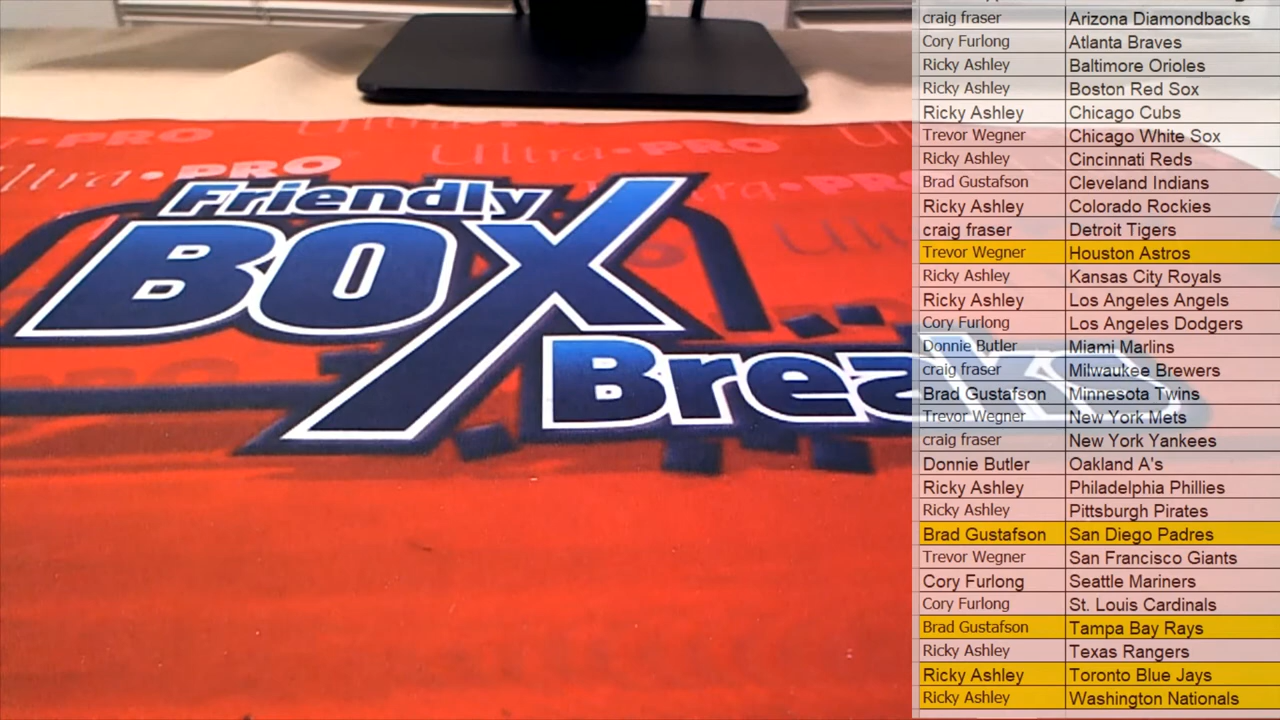 Ultra•PRO
Ultra•PRO
Ultra•PRO
Ultra•PRO
Friendly
BOX
Breaks
craig fraser Arizona Diamondbacks
Cory Furlong Atlanta Braves
Ricky Ashley Baltimore Orioles
Ricky Ashley Boston Red Sox
Ricky Ashley Chicago Cubs
Trevor Wegner Chicago White Sox
Ricky Ashley Cincinnati Reds
Brad Gustafson Cleveland Indians
Ricky Ashley Colorado Rockies
craig fraser Detroit Tigers
Trevor Wegner Houston Astros
Ricky Ashley Kansas City Royals
Ricky Ashley Los Angeles Angels
Cory Furlong Los Angeles Dodgers
Donnie Butler Miami Marlins
craig fraser Milwaukee Brewers
Brad Gustafson Minnesota Twins
Trevor Wegner New York Mets
craig fraser New York Yankees
Donnie Butler Oakland A's
Ricky Ashley Philadelphia Phillies
Ricky Ashley Pittsburgh Pirates
Brad Gustafson San Diego Padres
Trevor Wegner San Francisco Giants
Cory Furlong Seattle Mariners
Cory Furlong St. Louis Cardinals
Brad Gustafson Tampa Bay Rays
Ricky Ashley Texas Rangers
Ricky Ashley Toronto Blue Jays
Ricky Ashley Washington Nationals